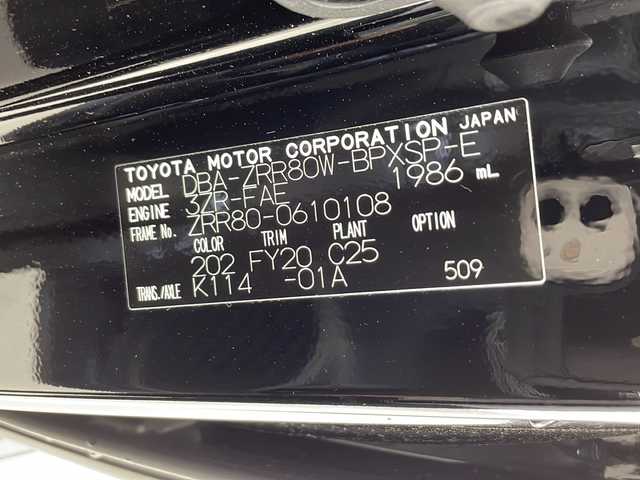 TOYOTA MOTOR CORPORATION JAPAN
MODEL DBA-ZRR80W-BPXSP-E
ENGINE 3ZR-FAE 1986 mL
FRAME No. ZRR80-0610108
COLOR TRIM PLANT OPTION
202 FY20 C25
TRANS./AXLE K114 -01A 509